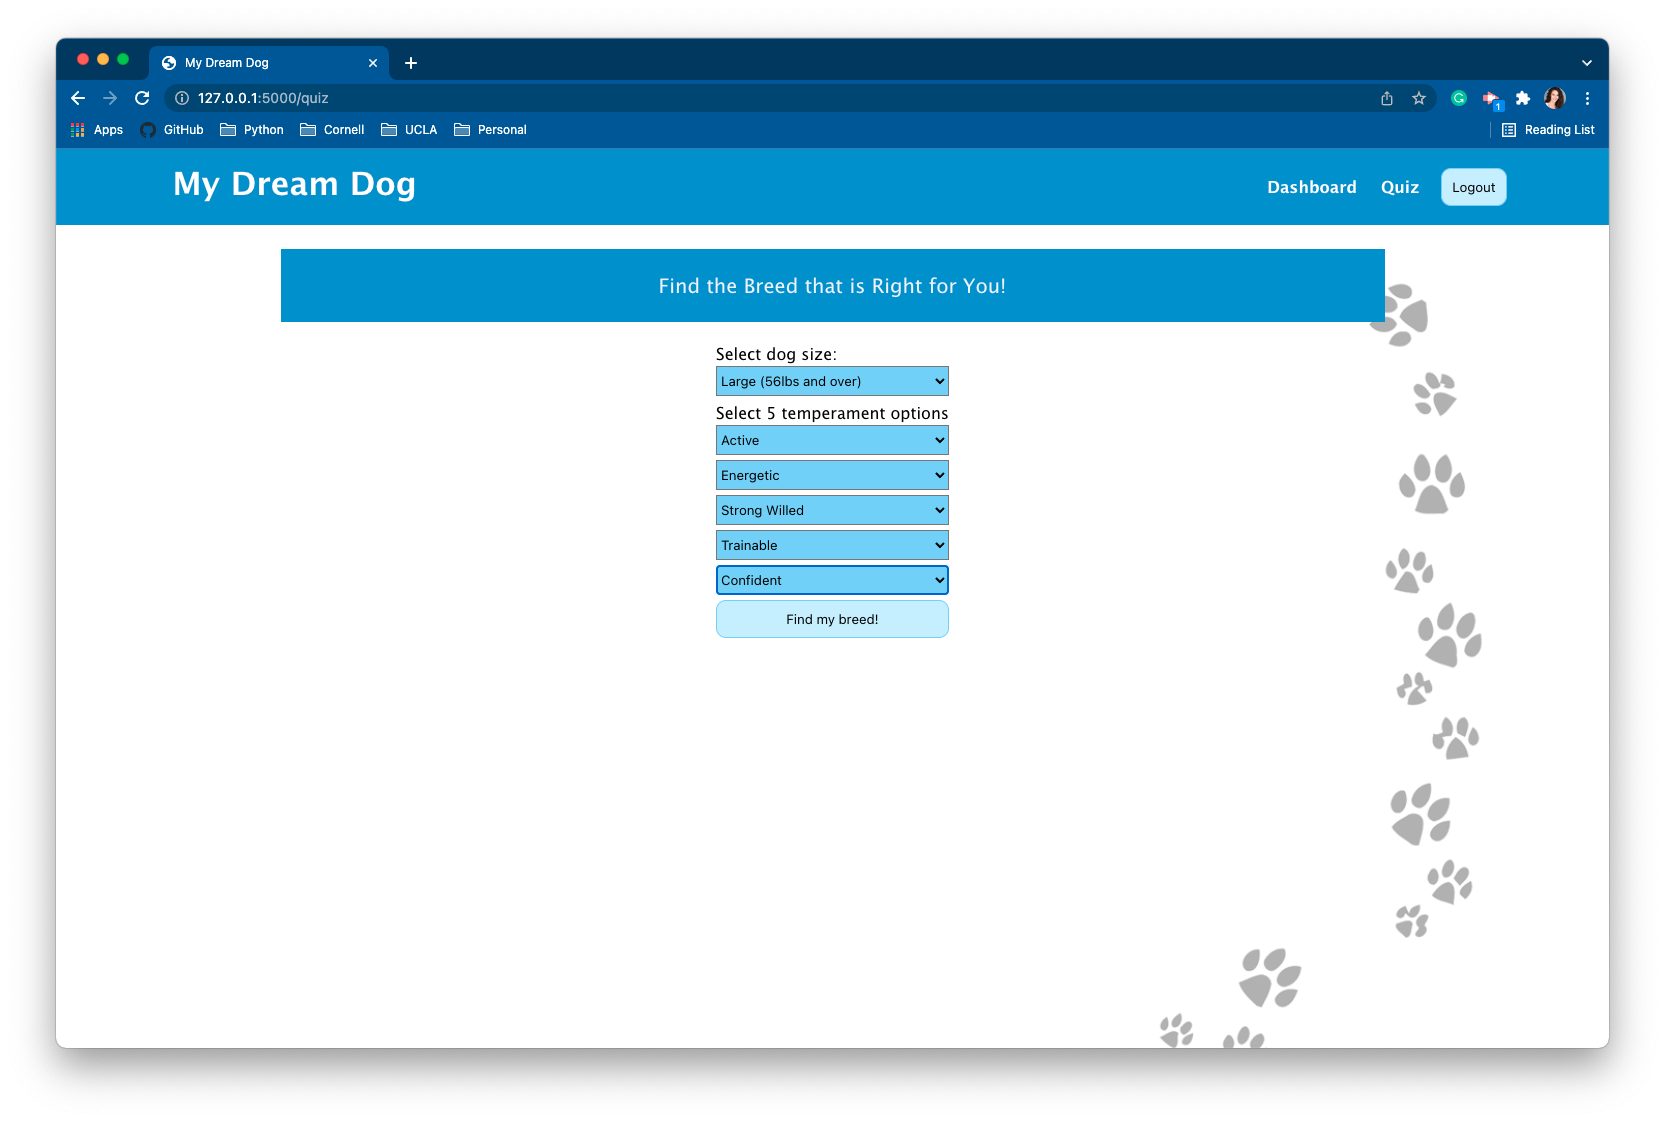 My Dream Dog
127.0.0.1:5000/quiz
1
Apps GitHub Python Cornell UCLA Personal Reading List
My Dream Dog Dashboard Quiz Logout
Find the Breed that is Right for You!
Select dog size:
Large (56lbs and over)
Select 5 temperament options
Active
Energetic
Strong Willed
Trainable
Confident
Find my breed!